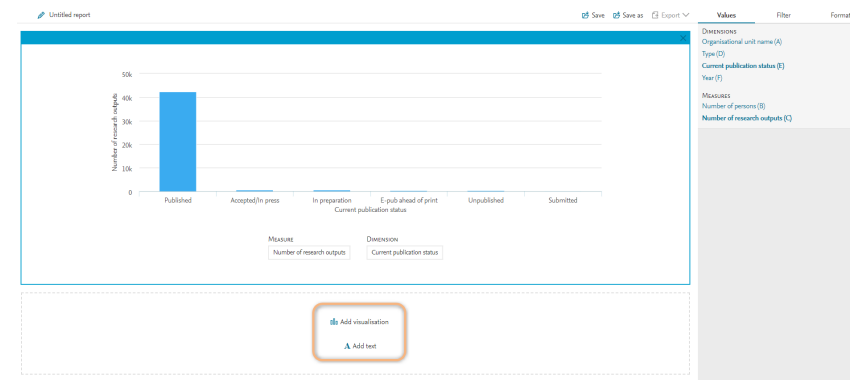 Untitled report
Save
Save as
Export
Values
Filter
Format
DIMENSIONS
Organisational unit name (A)
Type (D)
Current publication status (E)
Year (F)
MEASURES
Number of persons (B)
Number of research outputs (C)
Number of research outputs
50k
40k
30k
20k
10k
0
Published
Accepted/In press
In preparation
E-pub ahead of print
Unpublished
Submitted
Current publication status
MEASURE
DIMENSION
Number of research outputs
Current publication status
Add visualisation
A Add text